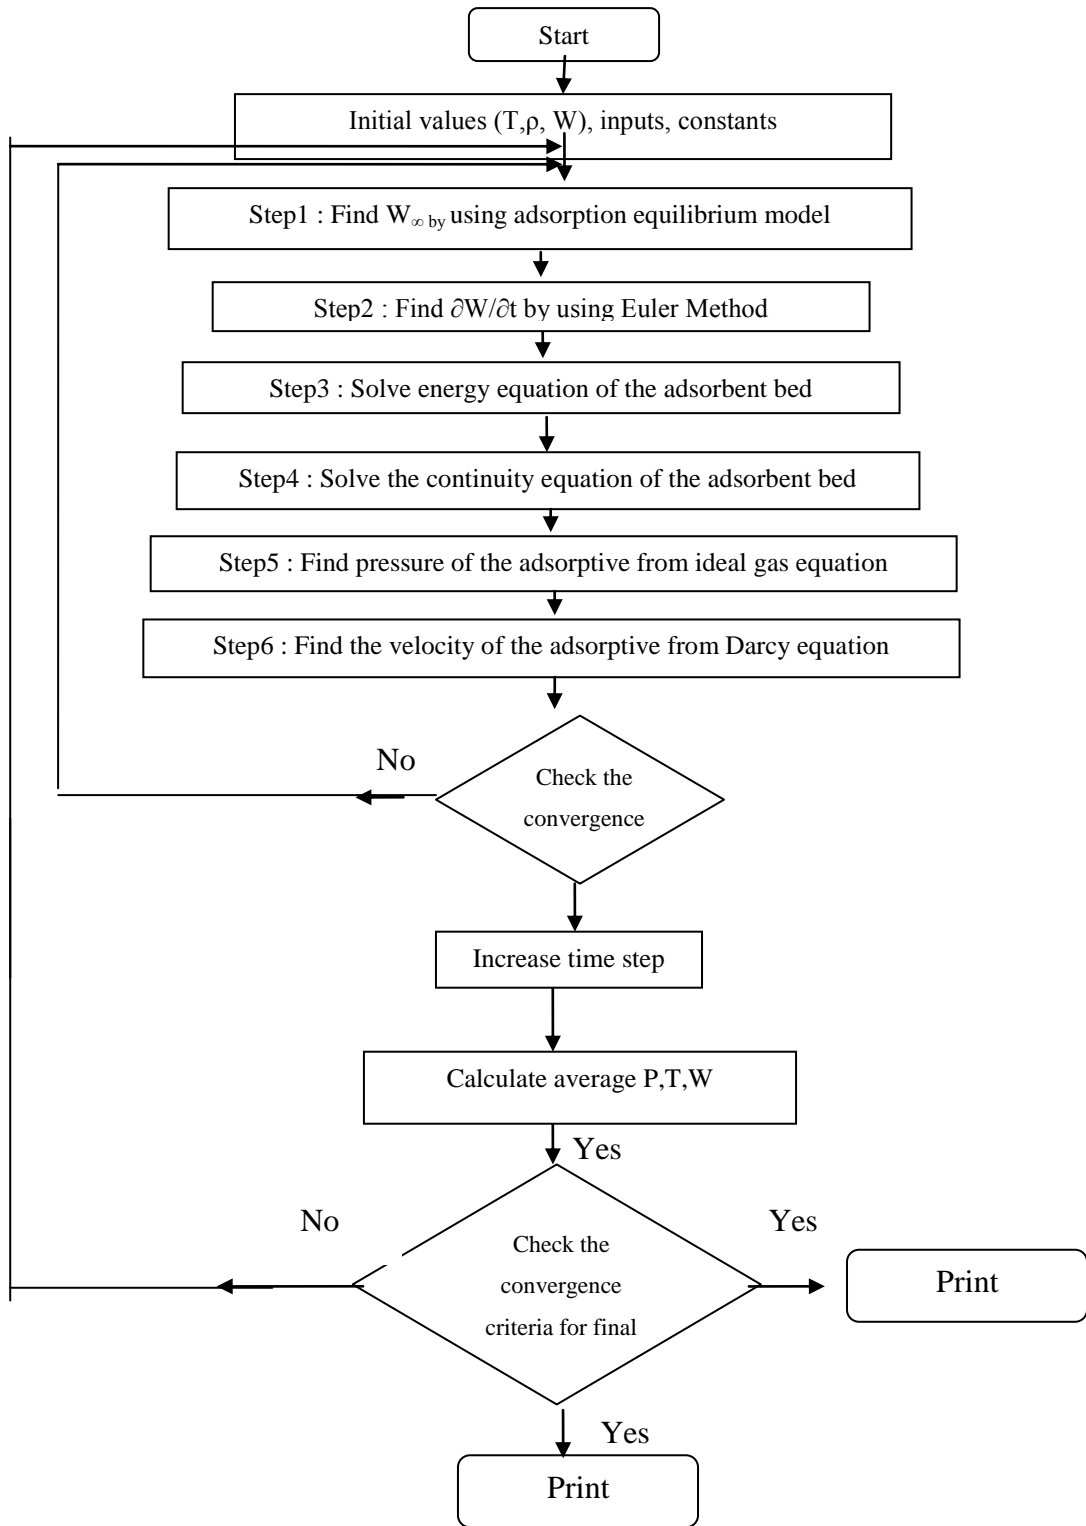 Start
Initial values (T,ρ, W), inputs, constants
Step1 : Find W∞ by using adsorption equilibrium model
Step2 : Find ∂W/∂t by using Euler Method
Step3 : Solve energy equation of the adsorbent bed
Step4 : Solve the continuity equation of the adsorbent bed
Step5 : Find pressure of the adsorptive from ideal gas equation
Step6 : Find the velocity of the adsorptive from Darcy equation
No
Check the
convergence
Increase time step
Calculate average P,T,W
Yes
No
Yes
Check the
convergence
criteria for final
Print
Yes
Print